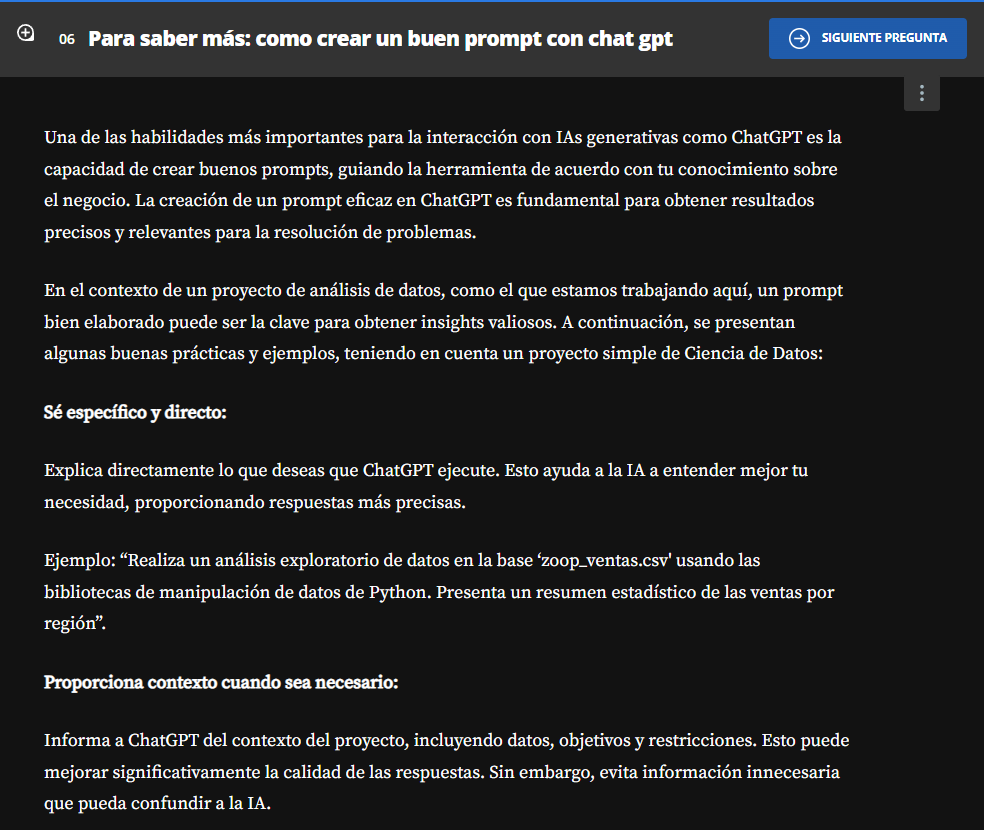 06 Para saber más: como crear un buen prompt con chat gpt
SIGUIENTE PREGUNTA
Una de las habilidades más importantes para la interacción con IAs generativas como ChatGPT es la
capacidad de crear buenos prompts, guiando la herramienta de acuerdo con tu conocimiento sobre
el negocio. La creación de un prompt eficaz en ChatGPT es fundamental para obtener resultados
precisos y relevantes para la resolución de problemas.
En el contexto de un proyecto de análisis de datos, como el que estamos trabajando aquí, un prompt
bien elaborado puede ser la clave para obtener insights valiosos. A continuación, se presentan
algunas buenas prácticas y ejemplos, teniendo en cuenta un proyecto simple de Ciencia de Datos:
Sé específico y directo:
Explica directamente lo que deseas que ChatGPT ejecute. Esto ayuda a la IA a entender mejor tu
necesidad, proporcionando respuestas más precisas.
Ejemplo: “Realiza un análisis exploratorio de datos en la base ‘zoop_ventas.csv' usando las
bibliotecas de manipulación de datos de Python. Presenta un resumen estadístico de las ventas por
región”.
Proporciona contexto cuando sea necesario:
Informa a ChatGPT del contexto del proyecto, incluyendo datos, objetivos y restricciones. Esto puede
mejorar significativamente la calidad de las respuestas. Sin embargo, evita información innecesaria
que pueda confundir a la IA.